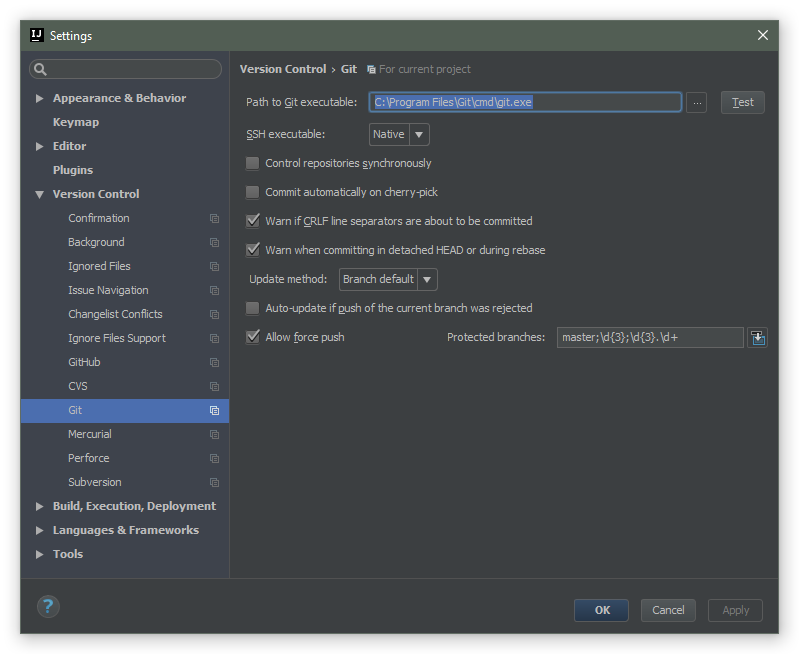 IJ Settings
Version Control › Git For current project
Appearance & Behavior
Keymap
Editor
Plugins
Version Control
Confirmation
Background
Ignored Files
Issue Navigation
Changelist Conflicts
Ignore Files Support
GitHub
CVS
Git
Mercurial
Perforce
Subversion
Build, Execution, Deployment
Languages & Frameworks
Tools
Path to Git executable: C:\Program Files\Git\cmd\git.exe ... Test
SSH executable: Native
Control repositories synchronously
Commit automatically on cherry-pick
Warn if CRLF line separators are about to be committed
Warn when committing in detached HEAD or during rebase
Update method: Branch default
Auto-update if push of the current branch was rejected
Allow force push Protected branches: master;\d{3};\d{3}.\d+
? OK Cancel Apply